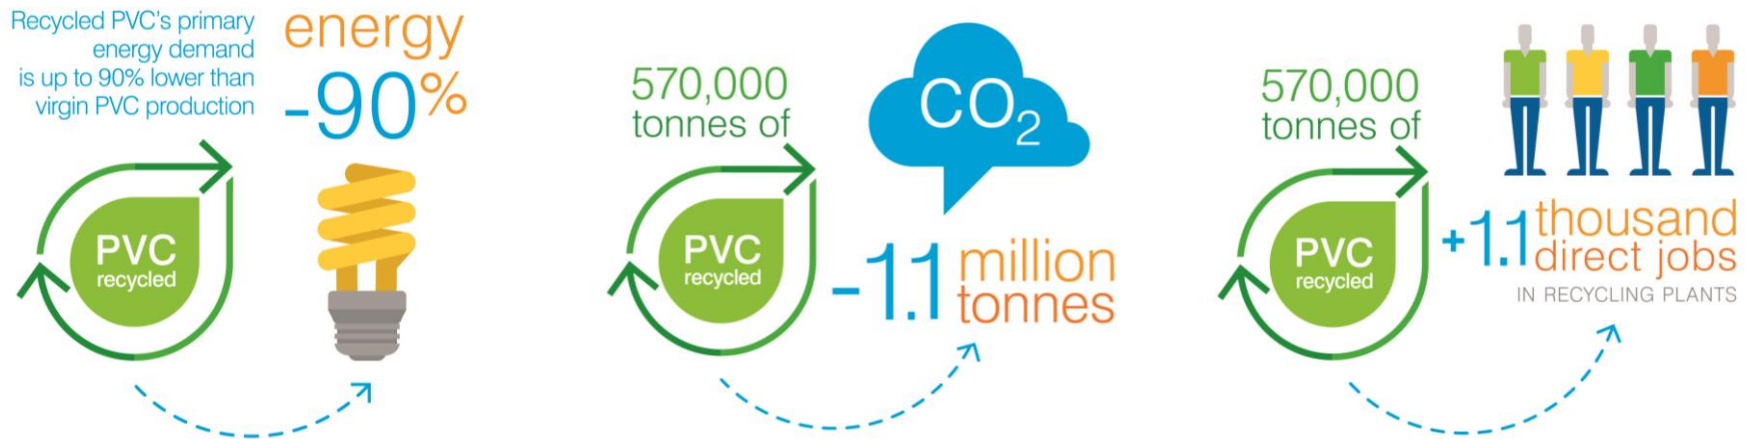 Recycled PVC's primary
energy demand
is up to 90% lower than
virgin PVC production
energy
-90%
PVC
recycled
570,000
tonnes of
PVC
recycled
CO2
-1.1 million
tonnes
570,000
tonnes of
PVC
recycled
+1.1 thousand
direct jobs
IN RECYCLING PLANTS